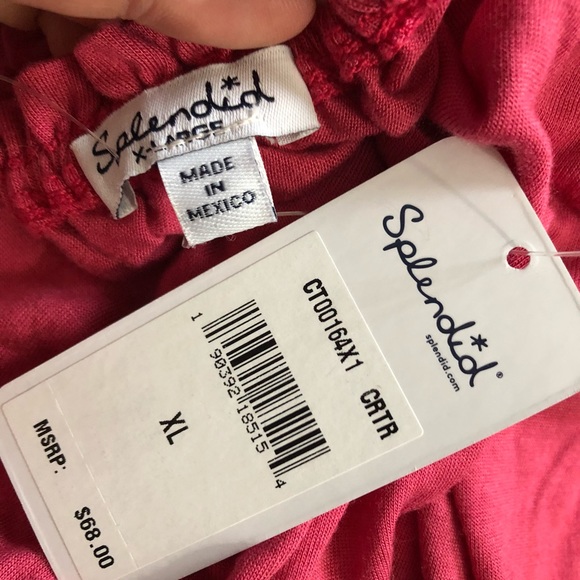 Splendid
X-LARGE
MADE
IN
MEXICO
Splendid®
splendid.com
CT00164X1 CRTR
1 90392 18515 4
XL
MSRP: $68.00